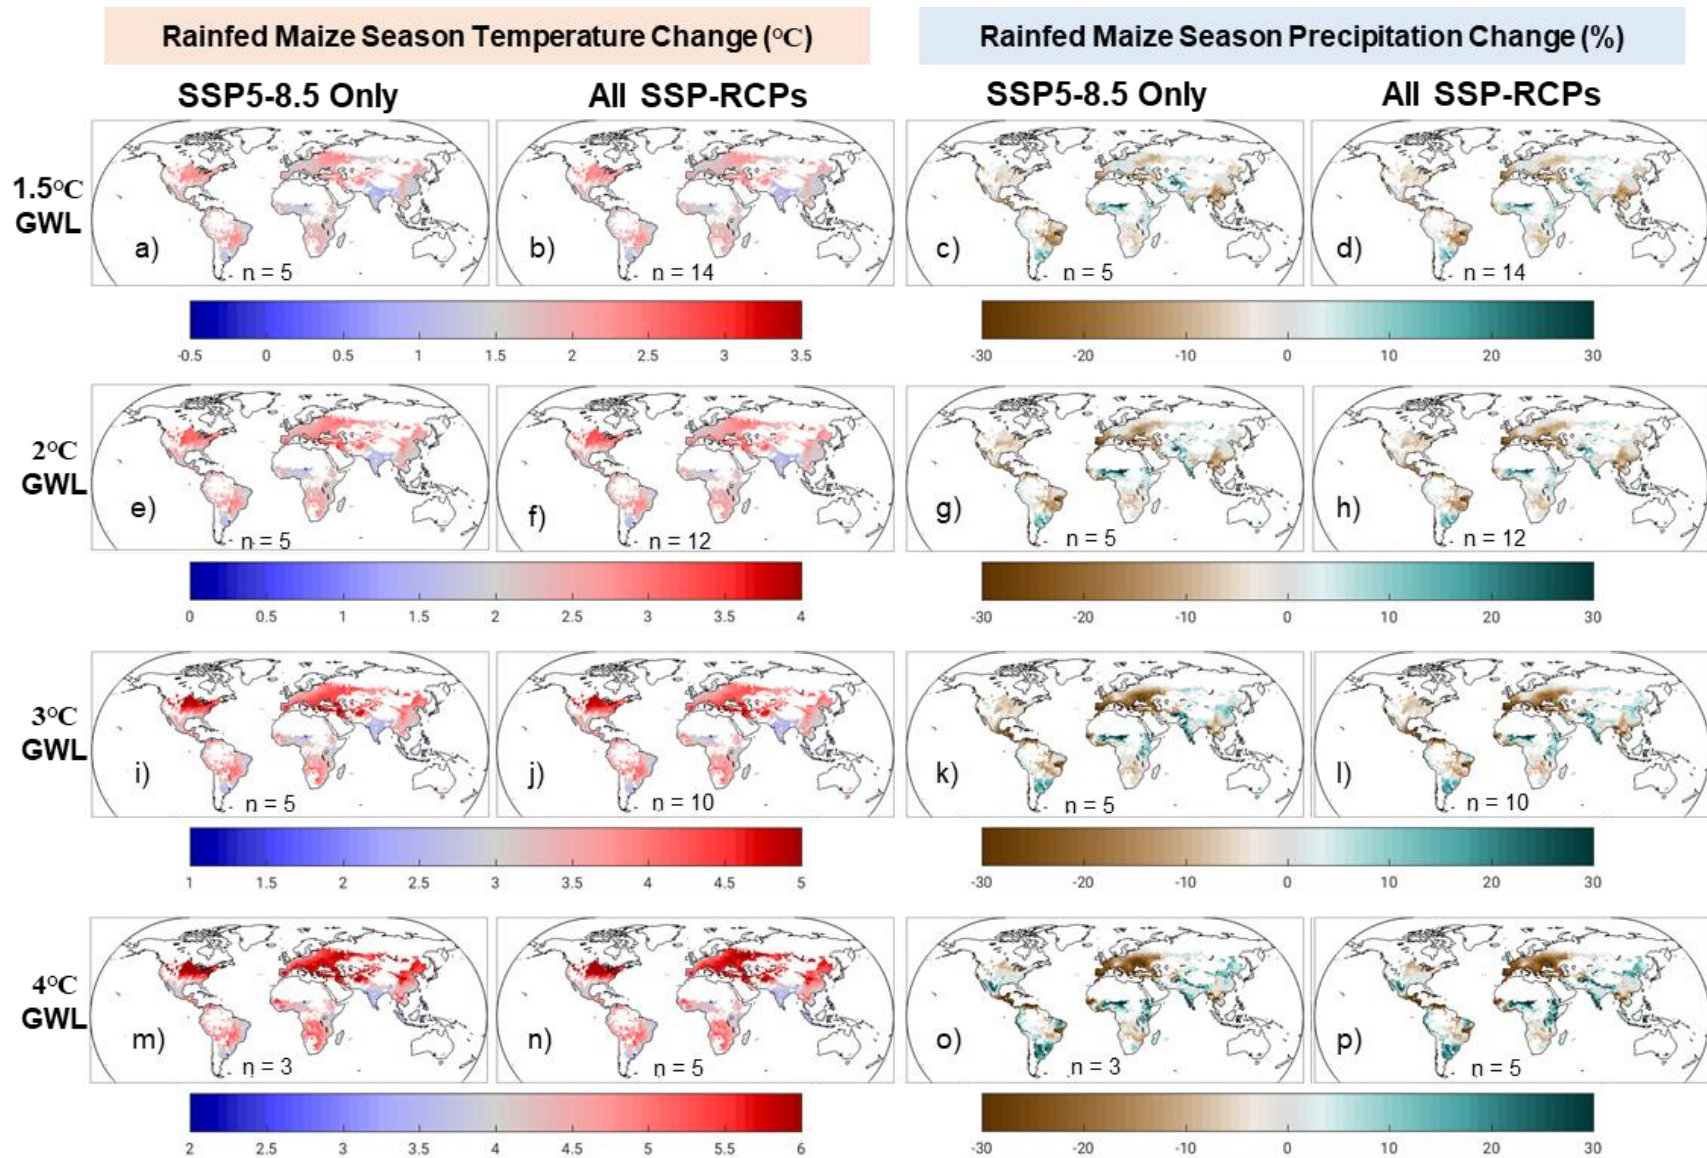 Rainfed Maize Season Temperature Change (°C)
Rainfed Maize Season Precipitation Change (%)
SSP5-8.5 Only
All SSP-RCPs
SSP5-8.5 Only
All SSP-RCPs
1.5°C
GWL
a)
n = 5
b)
n = 14
c)
n = 5
d)
n = 14
-0.5 0 0.5 1 1.5 2 2.5 3 3.5
-30 -20 -10 0 10 20 30
2°C
GWL
e)
n = 5
f)
n = 12
g)
n = 5
h)
n = 12
0 0.5 1 1.5 2 2.5 3 3.5 4
-30 -20 -10 0 10 20 30
3°C
GWL
i)
n = 5
j)
n = 10
k)
n = 5
l)
n = 10
1 1.5 2 2.5 3 3.5 4 4.5 5
-30 -20 -10 0 10 20 30
4°C
GWL
m)
n = 3
n)
n = 5
o)
n = 3
p)
n = 5
2 2.5 3 3.5 4 4.5 5 5.5 6
-30 -20 -10 0 10 20 30